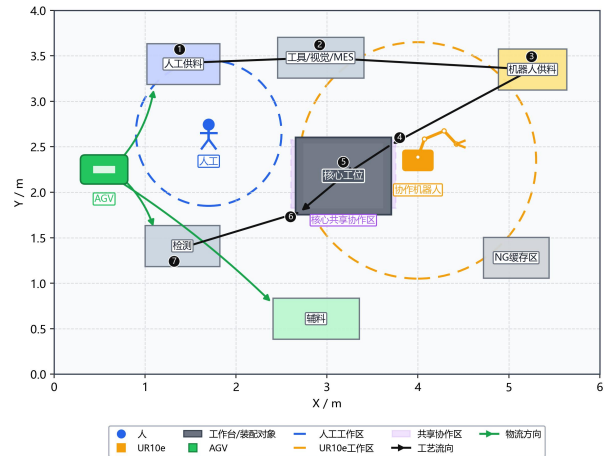 4.0
3.5
3.0
2.5
2.0
1.5
1.0
0.5
0.0
Y / m
0
1
2
3
4
5
6
X / m
1
人工供料
2
工具/视觉/MES
3
机器人供料
4
人工
5
核心工位
协作机器人
AGV
6
核心共享协作区
检测
7
NG缓存区
辅料
人
工作台/装配对象
人工工作区
共享协作区
物流方向
UR10e
AGV
UR10e工作区
工艺流向